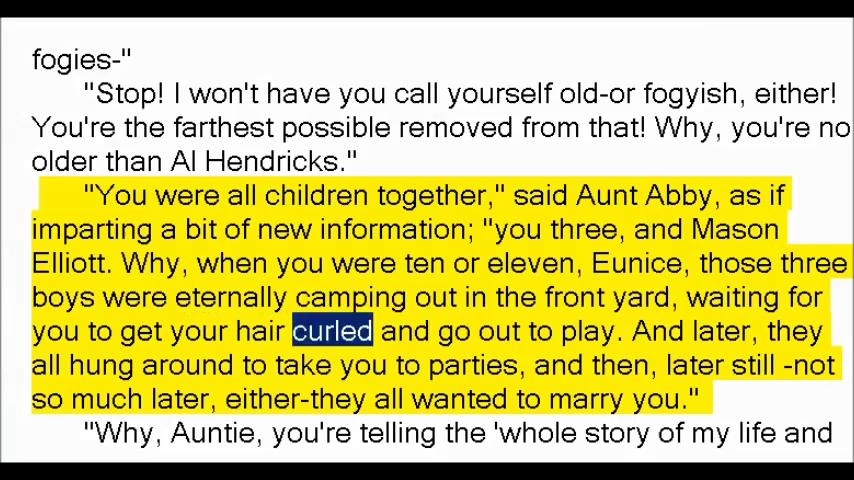 fogies-"
"Stop! I won't have you call yourself old-or fogyish, either!
You're the farthest possible removed from that! Why, you're no
older than Al Hendricks."
"You were all children together," said Aunt Abby, as if
imparting a bit of new information; "you three, and Mason
Elliott. Why, when you were ten or eleven, Eunice, those three
boys were eternally camping out in the front yard, waiting for
you to get your hair curled and go out to play. And later, they
all hung around to take you to parties, and then, later still -not
so much later, either-they all wanted to marry you."
"Why, Auntie, you're telling the 'whole story of my life and